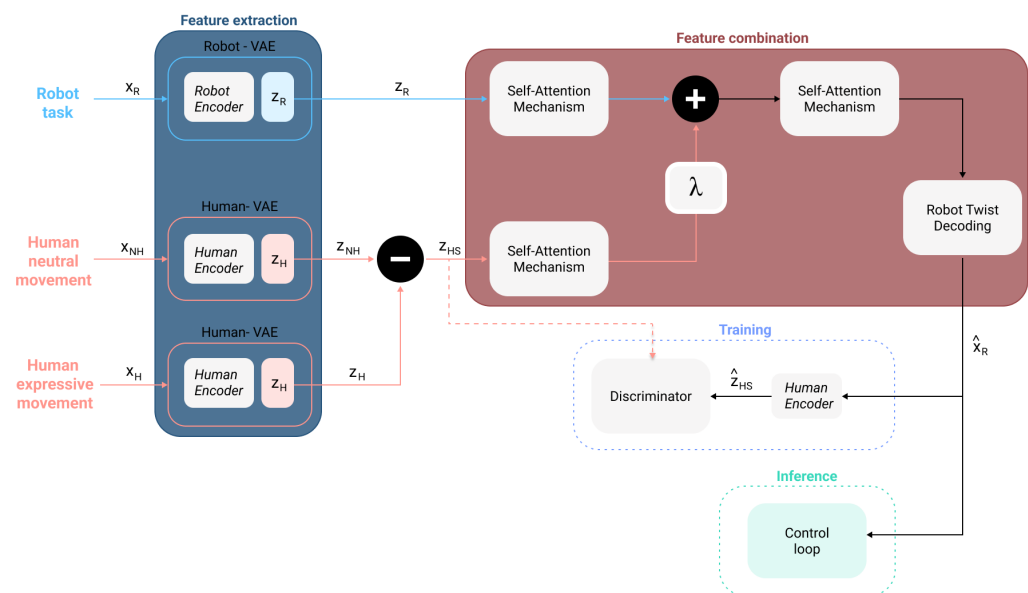 Feature extraction
Feature combination
Robot - VAE
Robot
task
x_R
Robot
Encoder
z_R
z_R
Self-Attention
Mechanism
+
Self-Attention
Mechanism
λ
Human- VAE
Human
neutral
movement
x_NH
Human
Encoder
z_H
z_NH
−
z_HS
Self-Attention
Mechanism
Robot Twist
Decoding
Human- VAE
Human
expressive
movement
x_H
Human
Encoder
z_H
z_H
Training
x̂_R
Discriminator
ẑ_HS
Human
Encoder
Inference
Control
loop